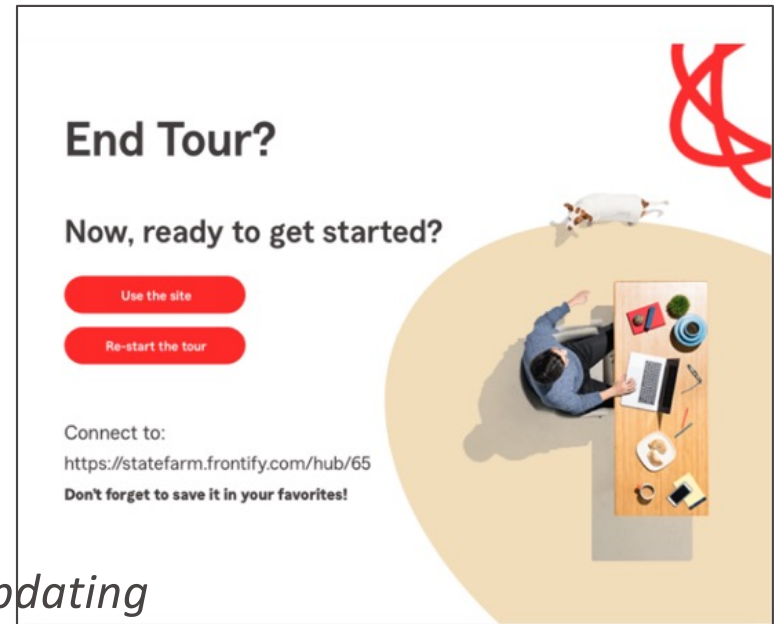 End Tour?
Now, ready to get started?
Use the site
Re-start the tour
Connect to:
https://statefarm.frontify.com/hub/65
Don't forget to save it in your favorites!